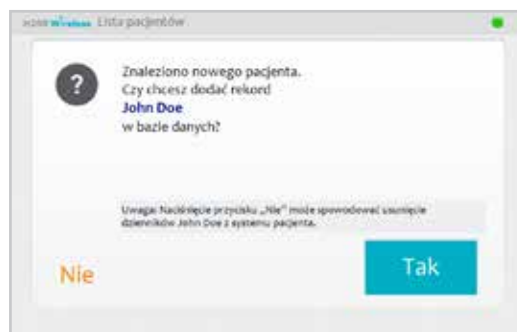 Wireless Lista pacjentów
?
Znaleziono nowego pacjenta.
Czy chcesz dodać rekord
John Doe
w bazie danych?
Uwaga: Naciśnięcie przycisku „Nie” może spowodować usunięcie
dzienników John Doe z systemu pacjenta.
Nie
Tak